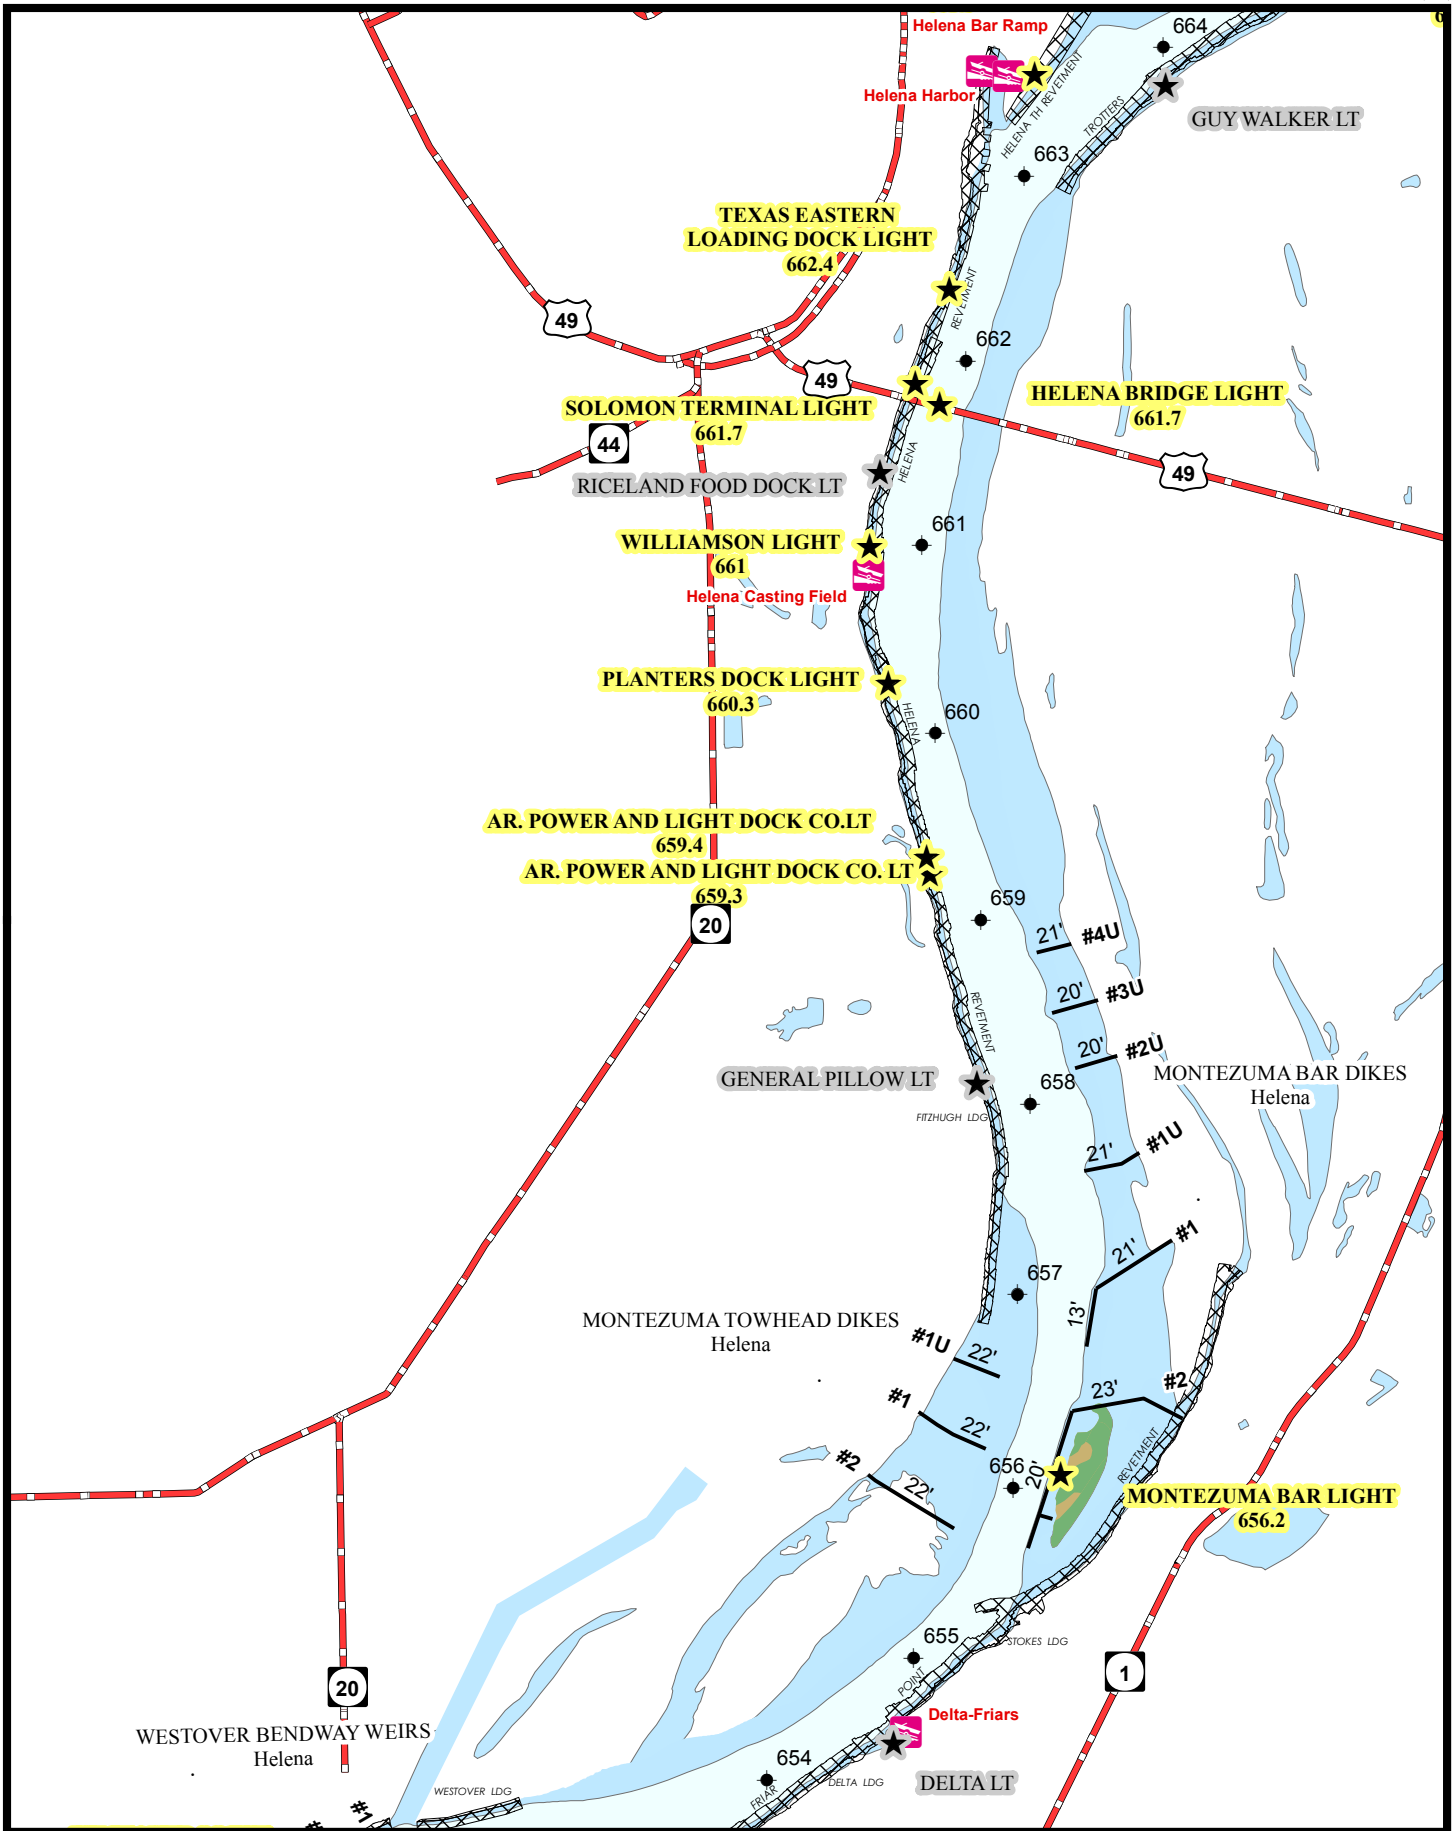 Helena Bar Ramp
664
Helena Harbor
HELENA TH REVETMENT
TROTTERS
GUY WALKER LT
663
TEXAS EASTERN
LOADING DOCK LIGHT
662.4
REVETMENT
49
662
49
HELENA BRIDGE LIGHT
661.7
SOLOMON TERMINAL LIGHT
661.7
44
HELENA
49
RICELAND FOOD DOCK LT
WILLIAMSON LIGHT
661
661
Helena Casting Field
PLANTERS DOCK LIGHT
660.3
HELENA
660
AR. POWER AND LIGHT DOCK CO.LT
659.4
AR. POWER AND LIGHT DOCK CO. LT
659.3
20
659
21' #4U
20' #3U
REVETMENT
20' #2U
GENERAL PILLOW LT
MONTEZUMA BAR DIKES
Helena
658
FITZHUGH LDG
21' #1U
21' #1
657
13'
MONTEZUMA TOWHEAD DIKES
Helena
#1U 22'
23' #2
#1 22'
REVETMENT
#2 22'
656
20'
MONTEZUMA BAR LIGHT
656.2
655
STOKES LDG
POINT
1
20
Delta-Friars
WESTOVER BENDWAY WEIRS
Helena
654
DELTA LDG
DELTA LT
WESTOVER LDG
FRIAR
#1
#